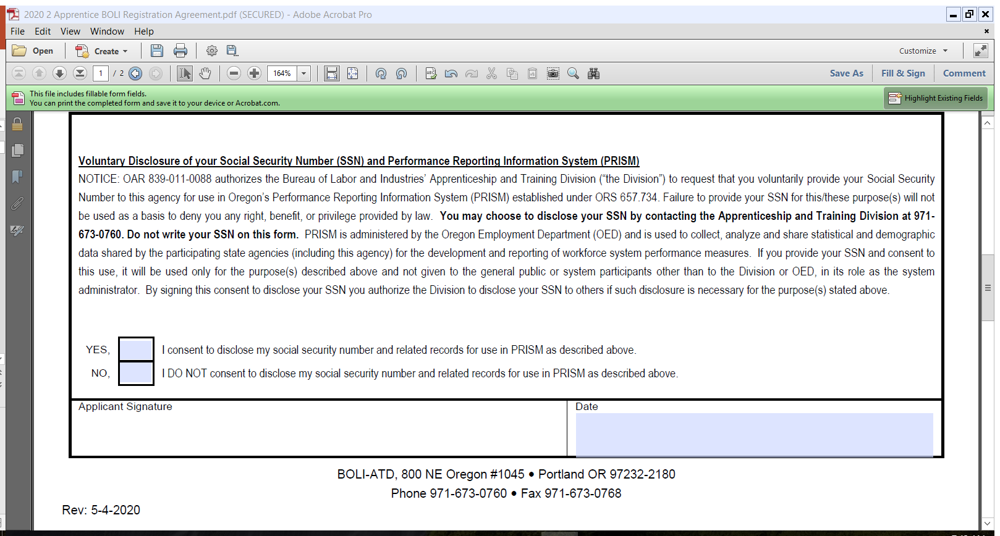 2020 2 Apprentice BOLI Registration Agreement.pdf (SECURED) - Adobe Acrobat Pro
File Edit View Window Help
Open Create Customize
1 / 2 164% Save As Fill & Sign Comment
This file includes fillable form fields.
You can print the completed form and save it to your device or Acrobat.com.
Highlight Existing Fields
Voluntary Disclosure of your Social Security Number (SSN) and Performance Reporting Information System (PRISM)
NOTICE: OAR 839-011-0088 authorizes the Bureau of Labor and Industries’ Apprenticeship and Training Division (“the Division”) to request that you voluntarily provide your Social Security
Number to this agency for use in Oregon’s Performance Reporting Information System (PRISM) established under ORS 657.734. Failure to provide your SSN for this/these purpose(s) will not
be used as a basis to deny you any right, benefit, or privilege provided by law. You may choose to disclose your SSN by contacting the Apprenticeship and Training Division at 971-
673-0760. Do not write your SSN on this form. PRISM is administered by the Oregon Employment Department (OED) and is used to collect, analyze and share statistical and demographic
data shared by the participating state agencies (including this agency) for the development and reporting of workforce system performance measures. If you provide your SSN and consent to
this use, it will be used only for the purpose(s) described above and not given to the general public or system participants other than to the Division or OED, in its role as the system
administrator. By signing this consent to disclose your SSN you authorize the Division to disclose your SSN to others if such disclosure is necessary for the purpose(s) stated above.
YES, I consent to disclose my social security number and related records for use in PRISM as described above.
NO, I DO NOT consent to disclose my social security number and related records for use in PRISM as described above.
Applicant Signature Date
BOLI-ATD, 800 NE Oregon #1045 • Portland OR 97232-2180
Phone 971-673-0760 • Fax 971-673-0768
Rev: 5-4-2020